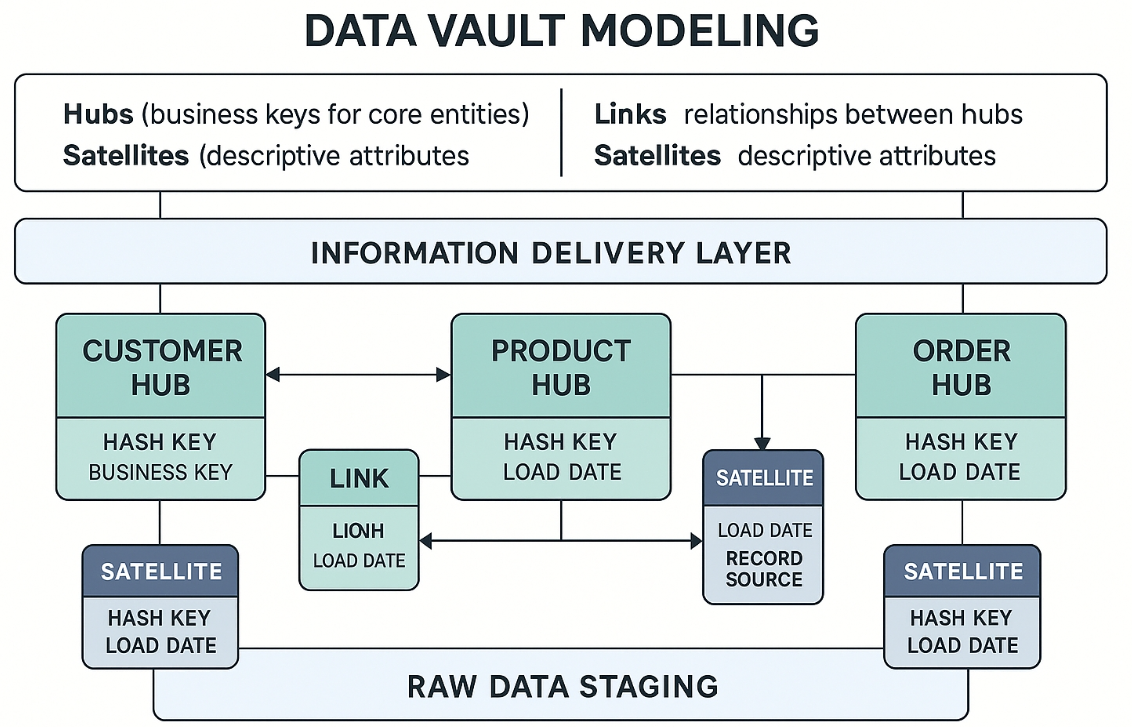 DATA VAULT MODELING
Hubs (business keys for core entities)
Satellites (descriptive attributes
Links relationships between hubs
Satellites descriptive attributes
INFORMATION DELIVERY LAYER
CUSTOMER
HUB
HASH KEY
BUSINESS KEY
PRODUCT
HUB
HASH KEY
LOAD DATE
ORDER
HUB
HASH KEY
LOAD DATE
LINK
LIONH
LOAD DATE
SATELLITE
LOAD DATE
RECORD
SOURCE
SATELLITE
HASH KEY
LOAD DATE
SATELLITE
HASH KEY
LOAD DATE
RAW DATA STAGING